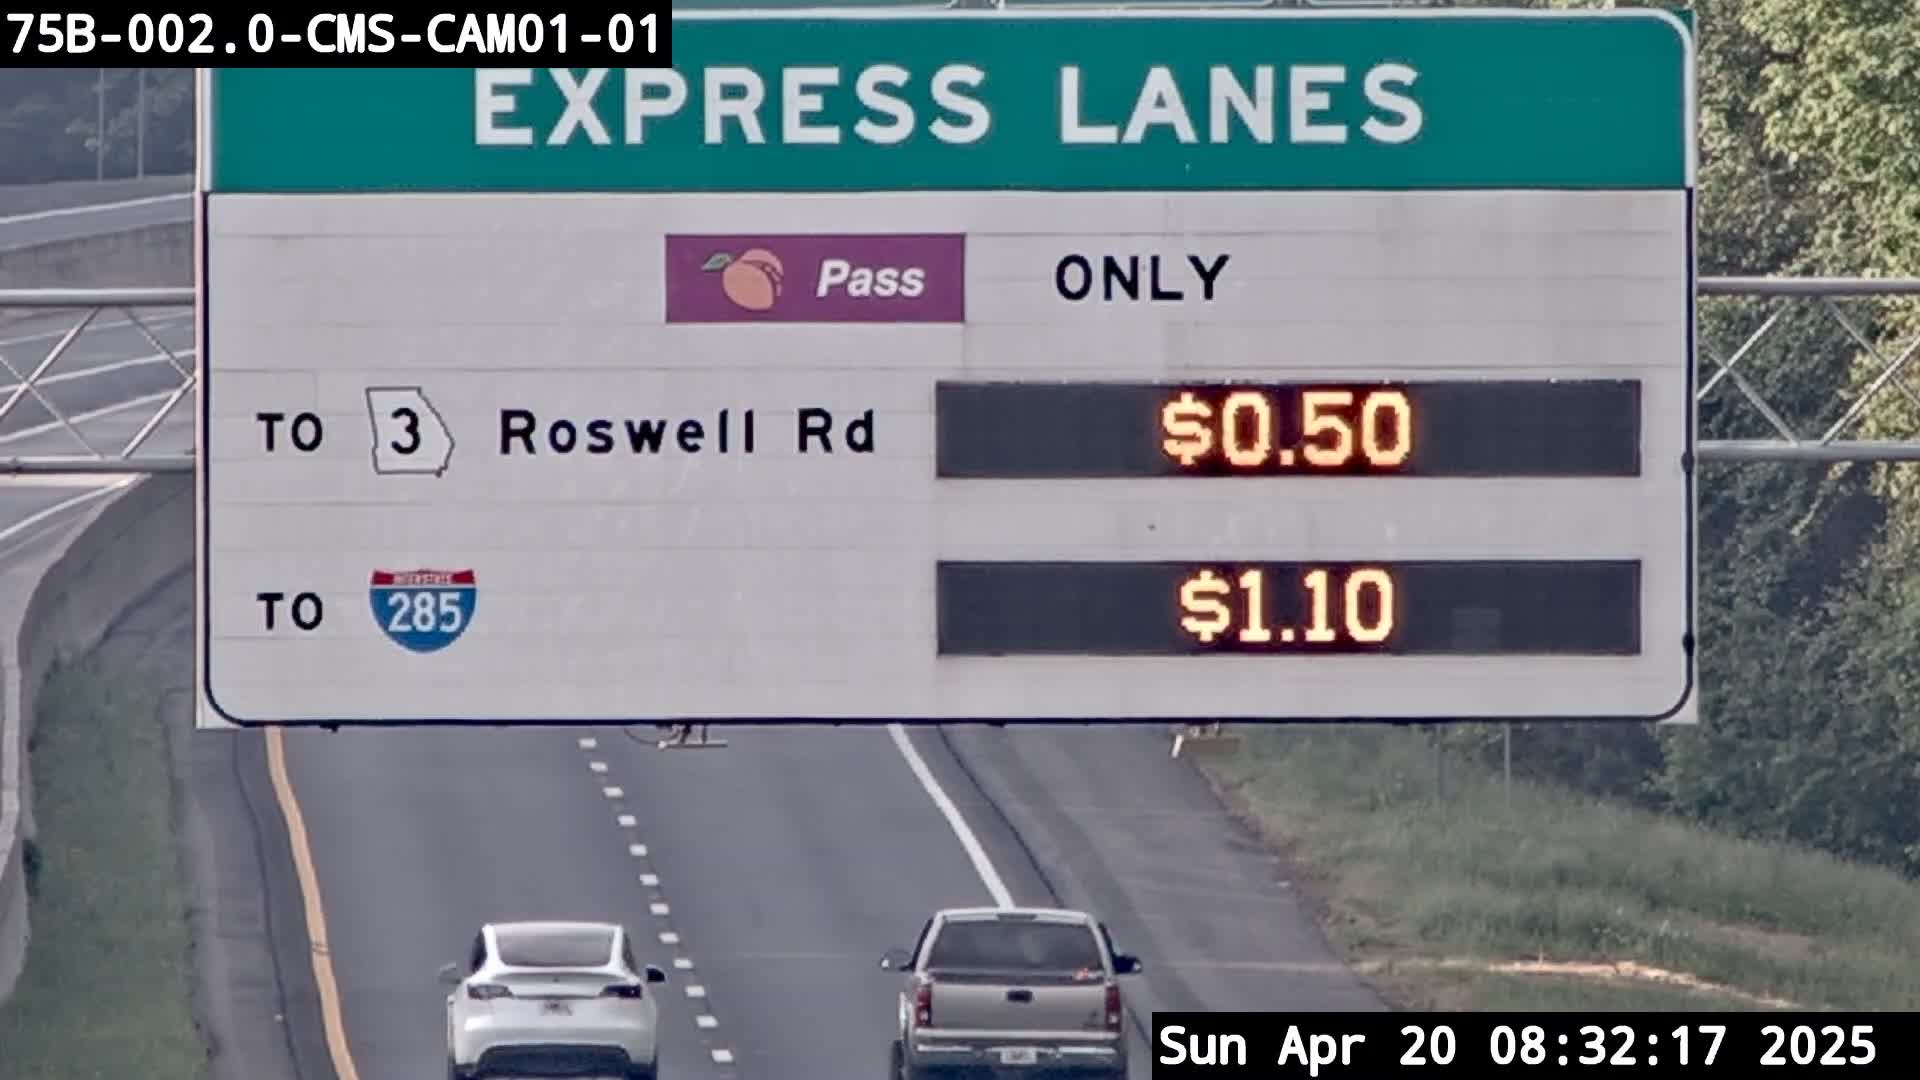 75B-002.0-CMS-CAM01-01
EXPRESS LANES
Pass ONLY
TO 3 Roswell Rd $0.50
INTERSTATE
TO 285 $1.10
Sun Apr 20 08:32:17 2025